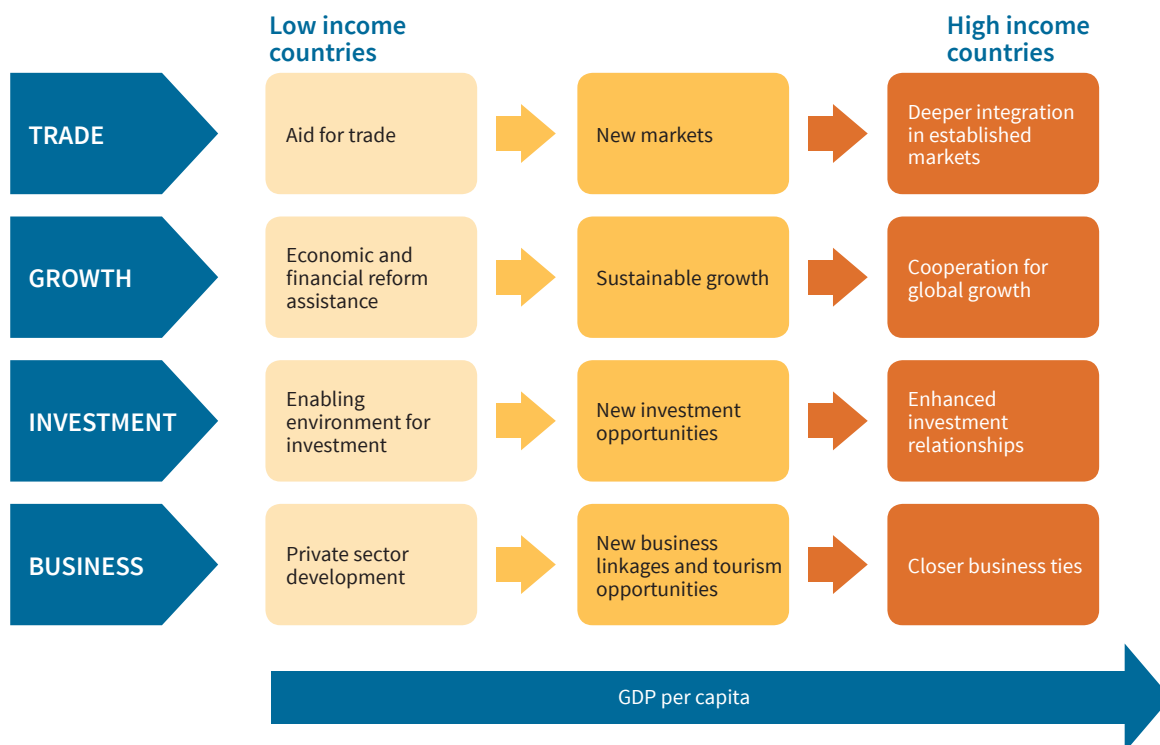 Low income
countries
High income
countries
TRADE
Aid for trade
New markets
Deeper integration
in established
markets
GROWTH
Economic and
financial reform
assistance
Sustainable growth
Cooperation for
global growth
INVESTMENT
Enabling
environment for
investment
New investment
opportunities
Enhanced
investment
relationships
BUSINESS
Private sector
development
New business
linkages and tourism
opportunities
Closer business ties
GDP per capita